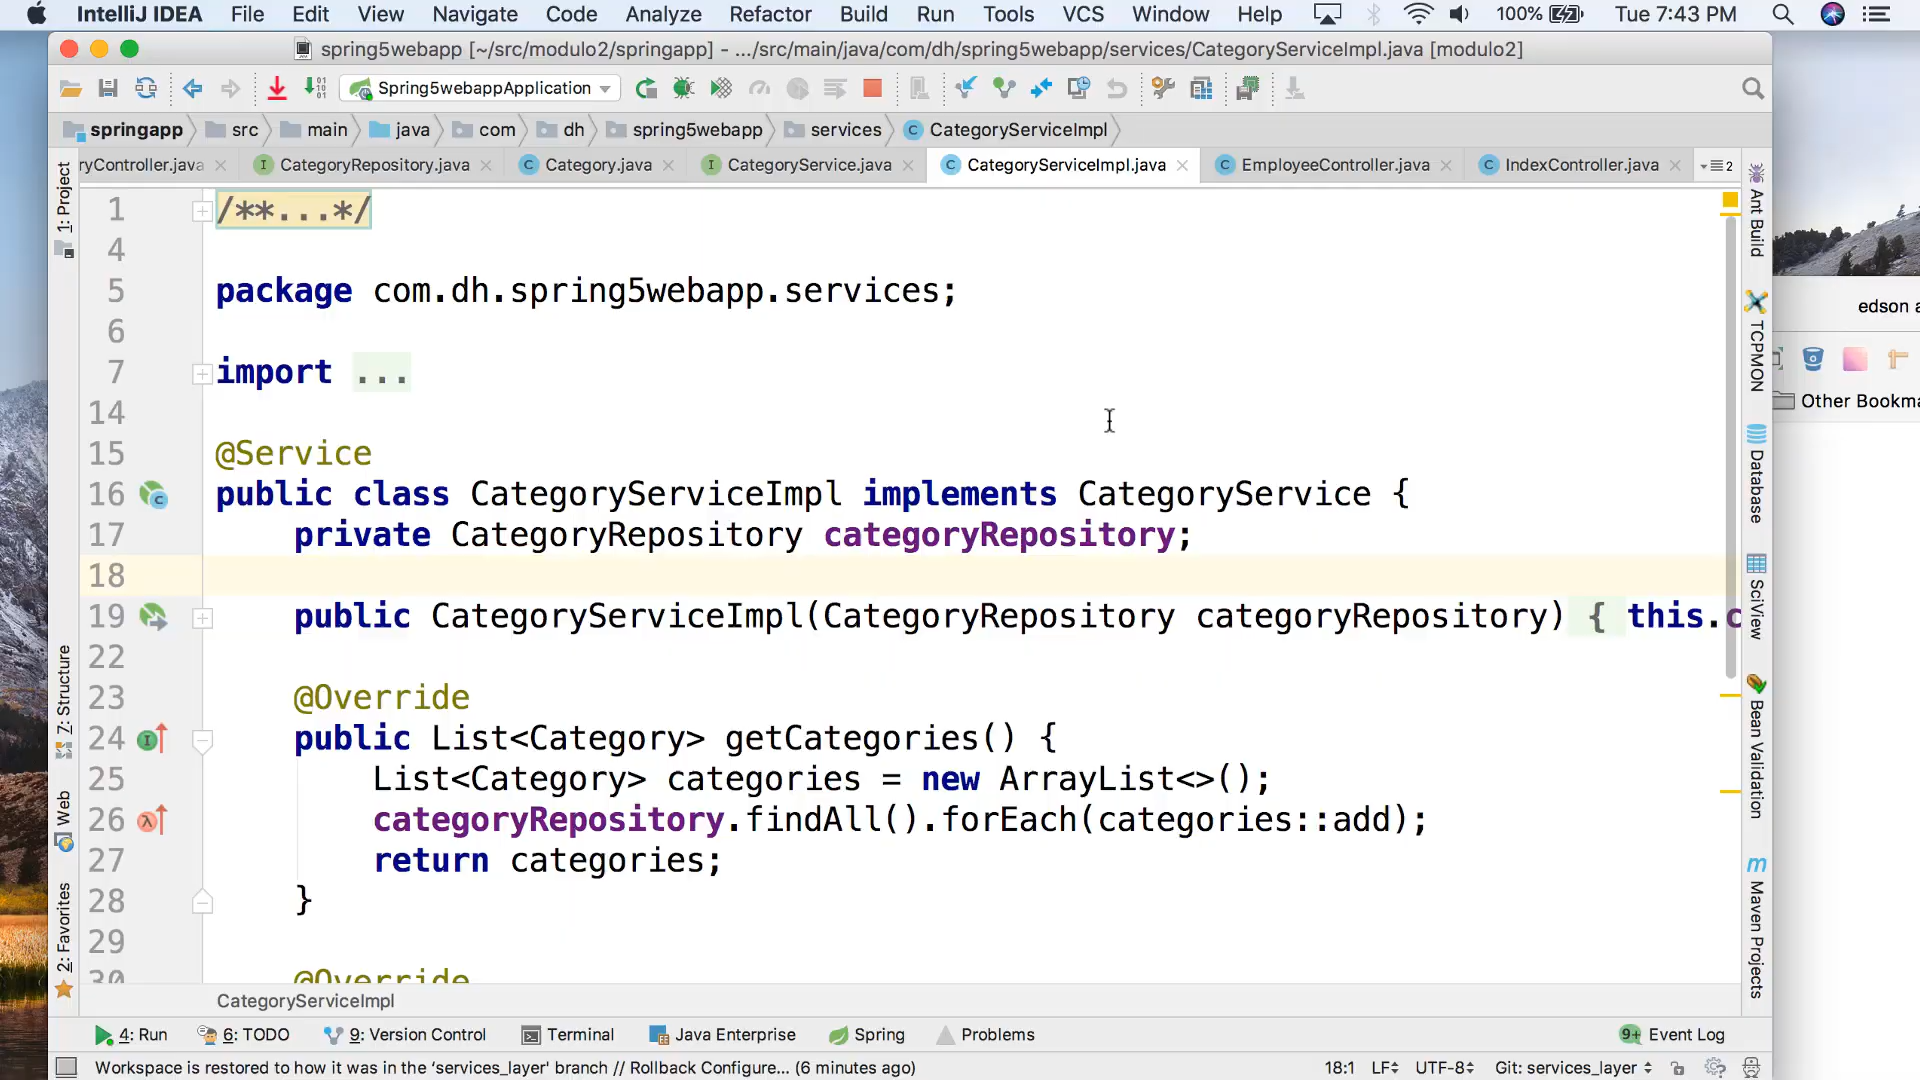 IntelliJ IDEA File Edit View Navigate Code Analyze Refactor Build Run Tools VCS Window Help 100% Tue 7:43 PM
spring5webapp [~/src/modulo2/springapp] - .../src/main/java/com/dh/spring5webapp/services/CategoryServiceImpl.java [modulo2]
Spring5webappApplication
springapp src main java com dh spring5webapp services CategoryServiceImpl
ryController.java CategoryRepository.java Category.java CategoryService.java CategoryServiceImpl.java EmployeeController.java IndexController.java 2
1 /**...*/
4
5 package com.dh.spring5webapp.services;
6
7 import ...
14
15 @Service
16 public class CategoryServiceImpl implements CategoryService {
17 private CategoryRepository categoryRepository;
18
19 public CategoryServiceImpl(CategoryRepository categoryRepository) { this.c
22
23 @Override
24 public List<Category> getCategories() {
25 List<Category> categories = new ArrayList<>();
26 categoryRepository.findAll().forEach(categories::add);
27 return categories;
28 }
29
30 @Override
CategoryServiceImpl
1: Project
7: Structure
Web
2: Favorites
Ant Build
TCPMON
Database
SciView
Bean Validation
Maven Projects
edson a
Other Bookma
4: Run 6: TODO 9: Version Control Terminal Java Enterprise Spring Problems 9+ Event Log
Workspace is restored to how it was in the 'services_layer' branch // Rollback Configure... (6 minutes ago) 18:1 LF UTF-8 Git: services_layer